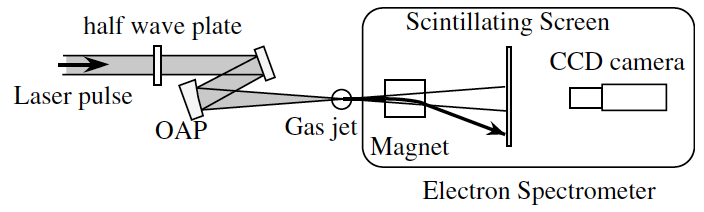 half wave plate
Scintillating Screen
CCD camera
Laser pulse
OAP
Gas jet
Magnet
Electron Spectrometer